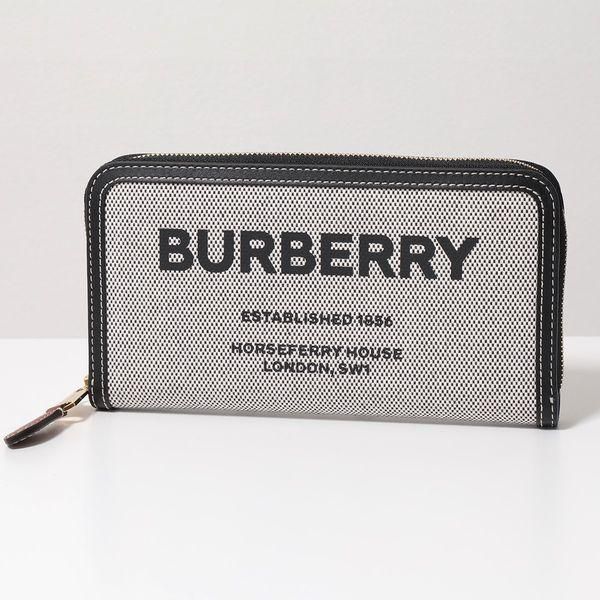 BURBERRY
ESTABLISHED 1856
HORSEFERRY HOUSE
LONDON, SW1